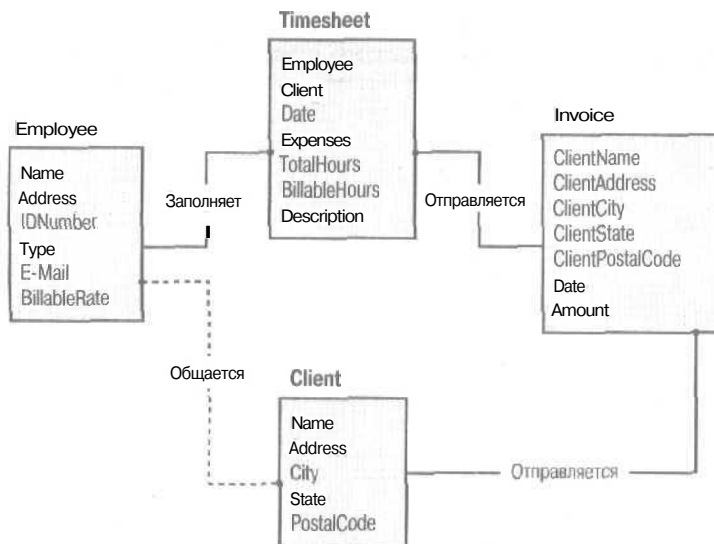 Timesheet
Employee
Client
Date
Expenses
TotalHours
BillableHours
Description
Employee
Name
Address
IDNumber
Type
E-Mail
BillableRate
Заполняет
Отправляется
Invoice
ClientName
ClientAddress
ClientCity
ClientState
ClientPostalCode
Date
Amount
Общается
Client
Name
Address
City
State
PostalCode
Отправляется